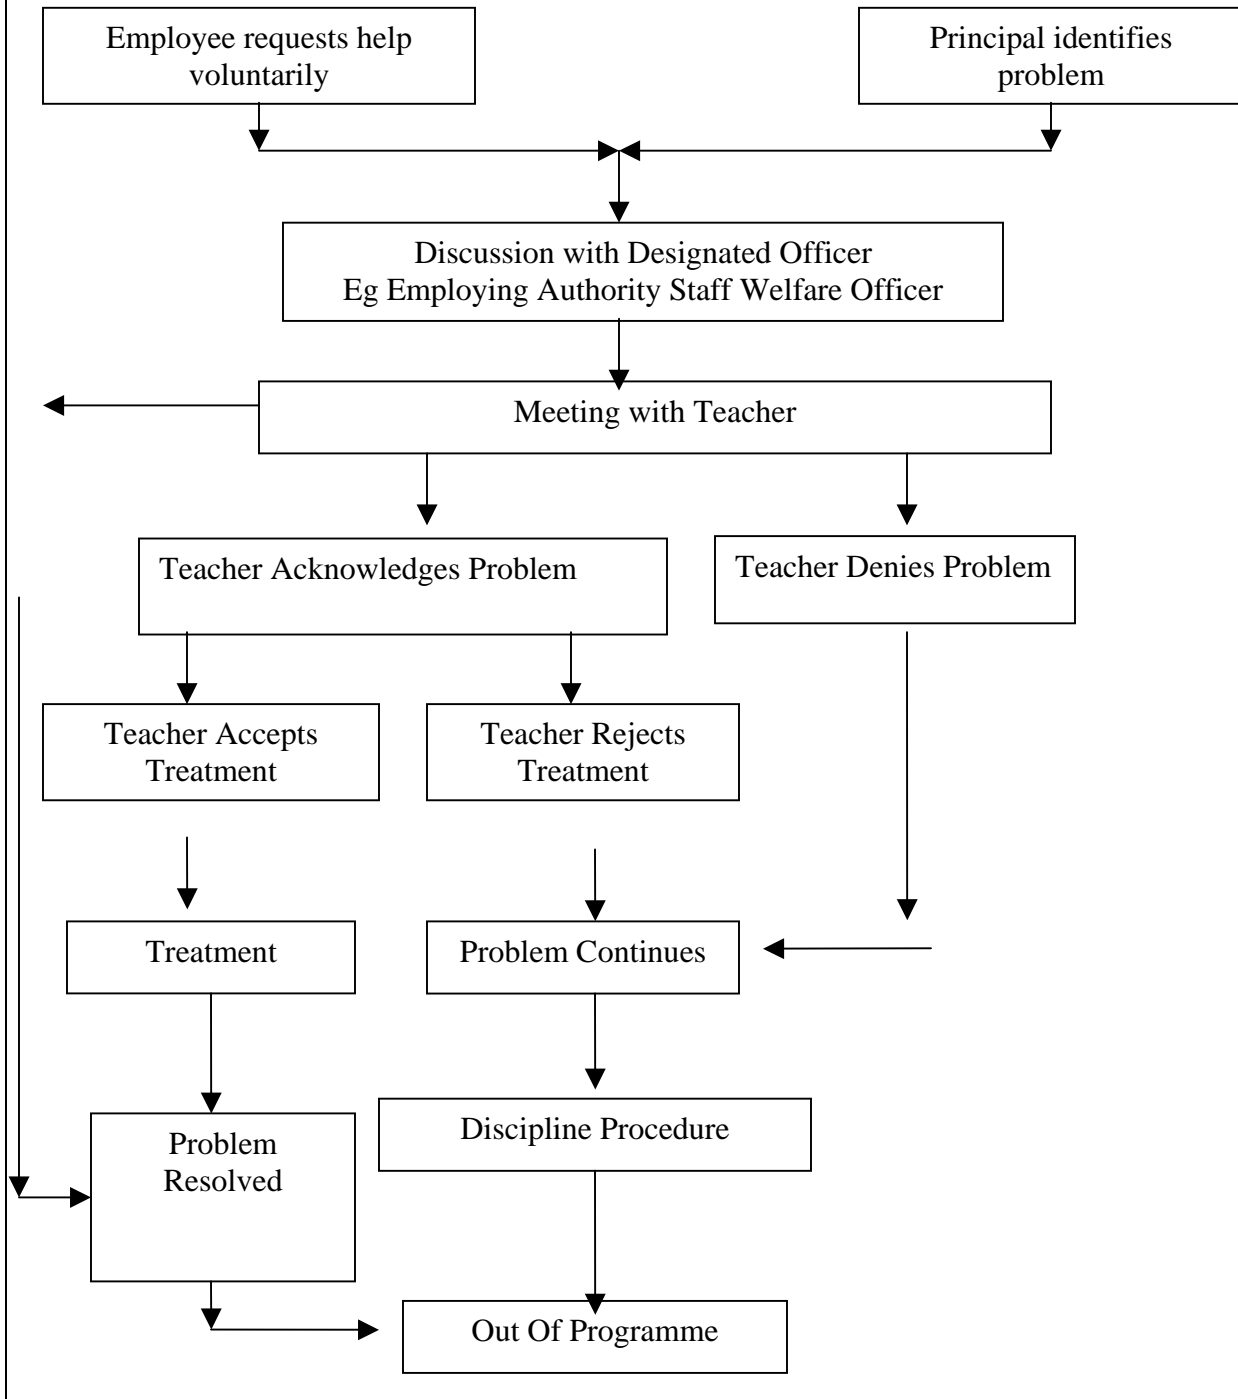 Employee requests help
voluntarily
Principal identifies
problem
Discussion with Designated Officer
Eg Employing Authority Staff Welfare Officer
Meeting with Teacher
Teacher Acknowledges Problem
Teacher Denies Problem
Teacher Accepts
Treatment
Teacher Rejects
Treatment
Treatment
Problem Continues
Problem
Resolved
Discipline Procedure
Out Of Programme